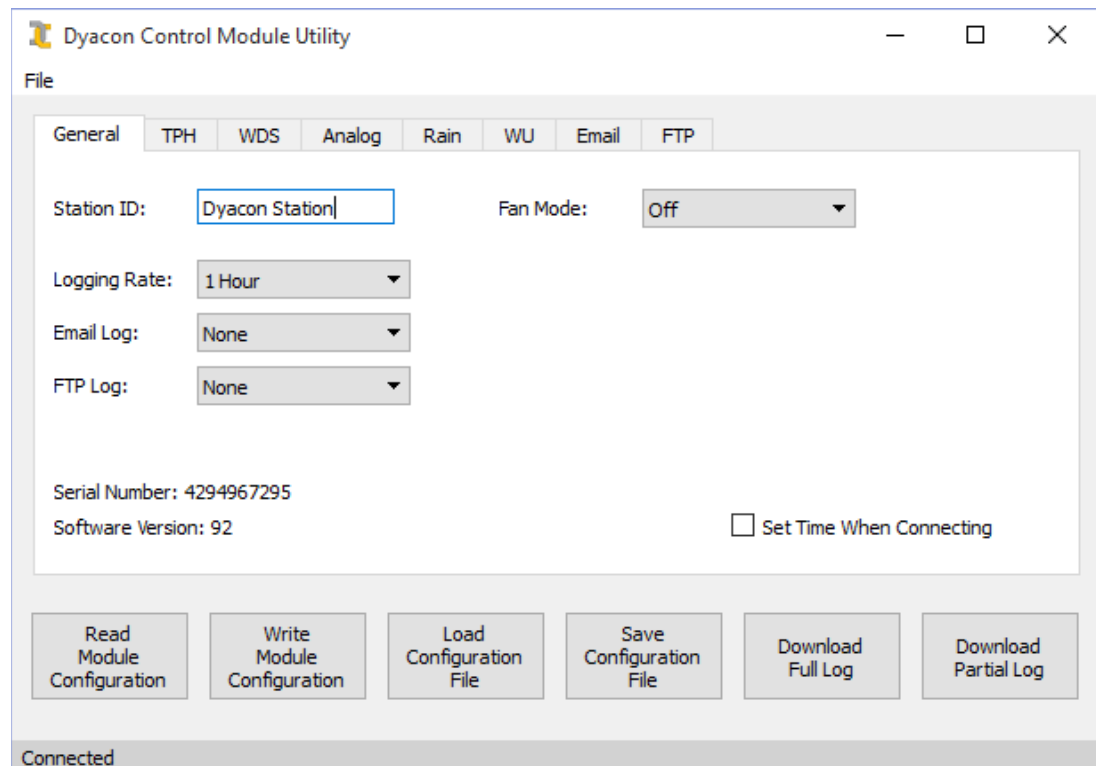 Dyacon Control Module Utility
File
General TPH WDS Analog Rain WU Email FTP
Station ID: Dyacon Station Fan Mode: Off
Logging Rate: 1 Hour
Email Log: None
FTP Log: None
Serial Number: 4294967295
Software Version: 92 Set Time When Connecting
Read
Module
Configuration
Write
Module
Configuration
Load
Configuration
File
Save
Configuration
File
Download
Full Log
Download
Partial Log
Connected